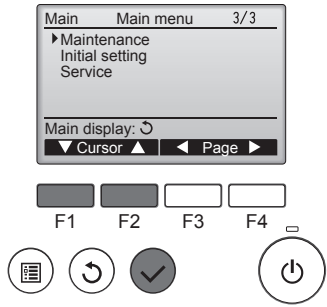 Main Main menu 3/3
Maintenance
Initial setting
Service
Main display:
Cursor Page
F1 F2 F3 F4